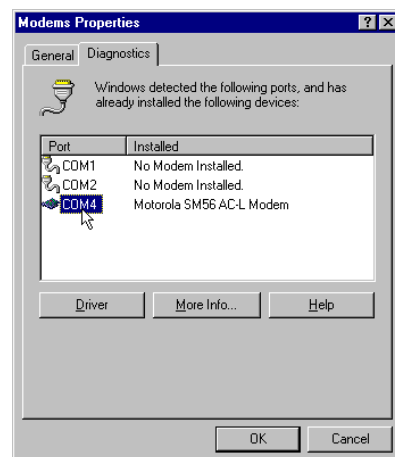 Modems Properties
General Diagnostics
Windows detected the following ports, and has
already installed the following devices:
Port Installed
COM1 No Modem Installed.
COM2 No Modem Installed.
COM4 Motorola SM56 AC-L Modem
Driver More Info... Help
OK Cancel